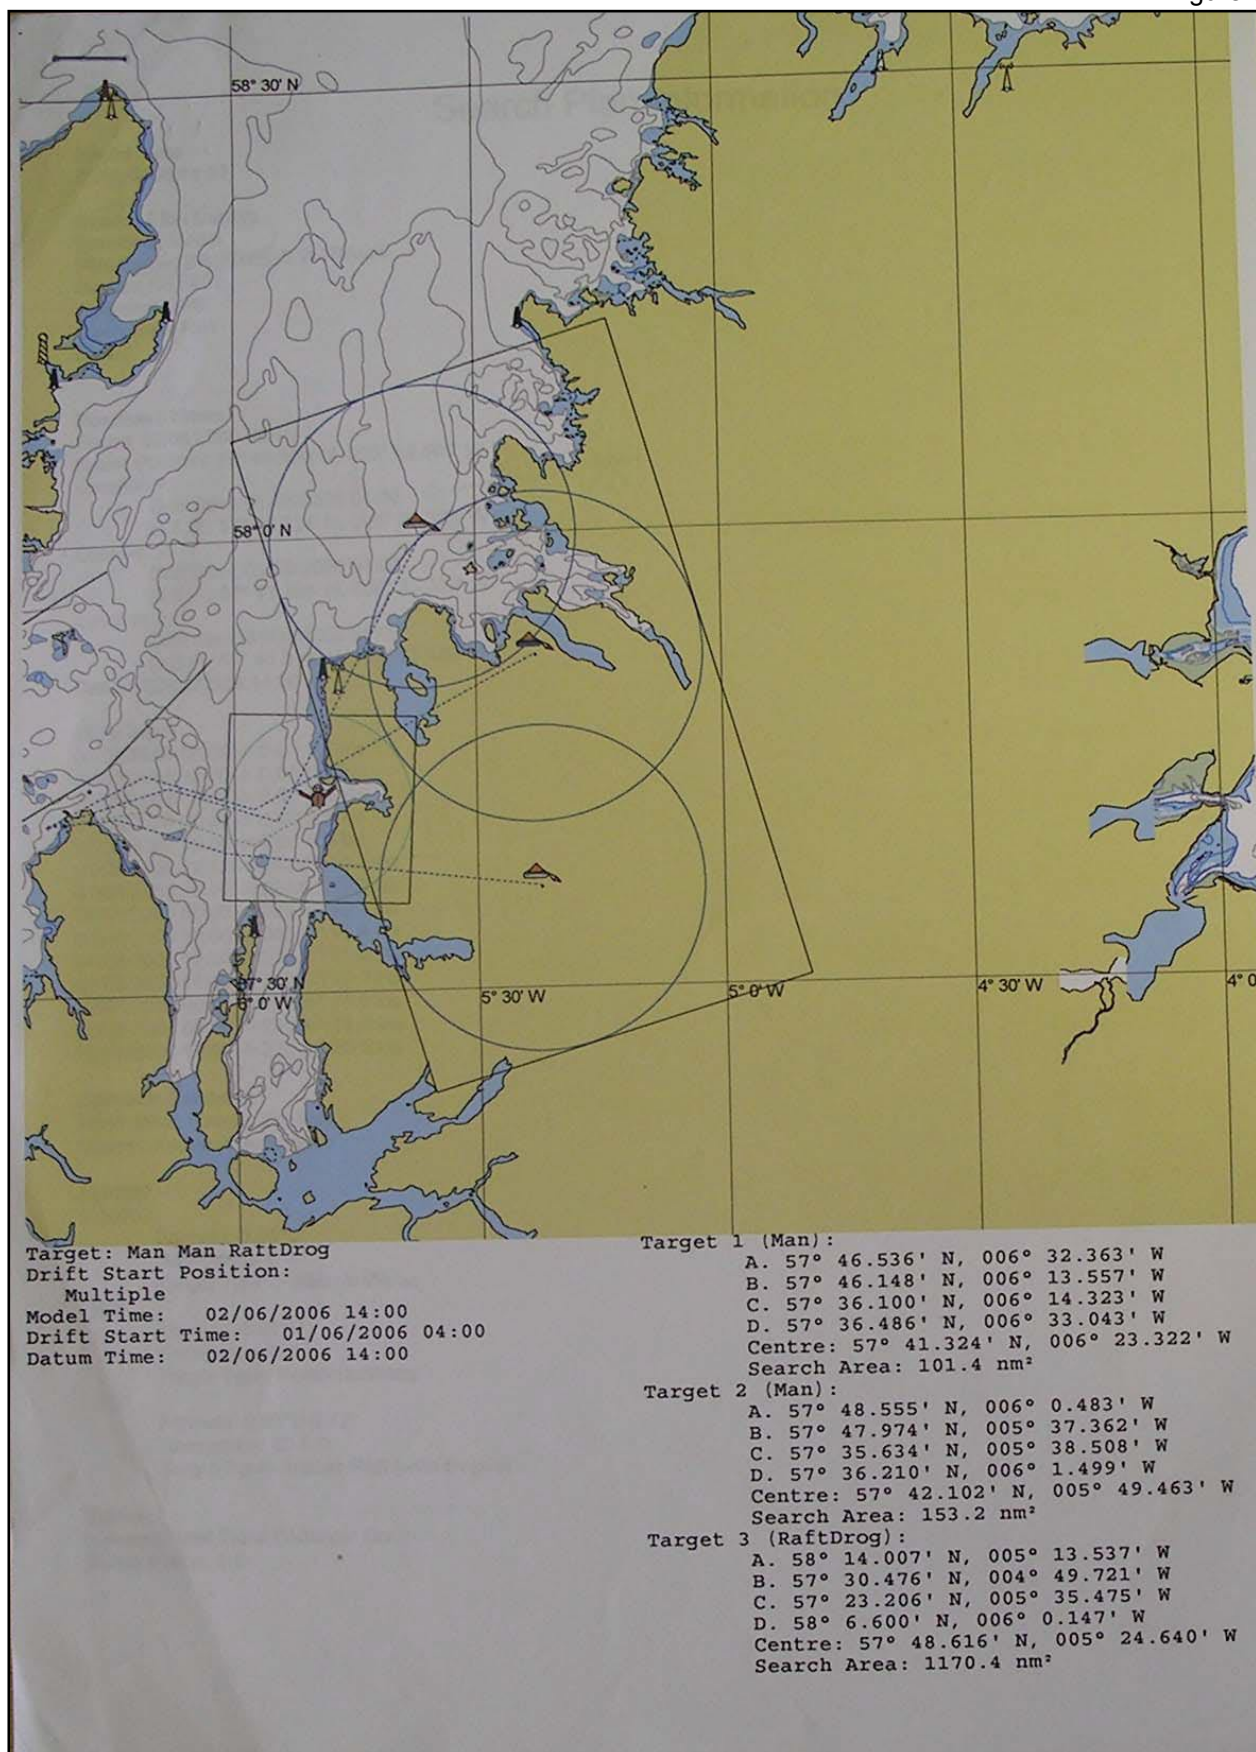 58° 30' N
58° 0' N
57° 30' N
6° 0' W
5° 30' W
5° 0' W
4° 30' W
Target: Man Man RaftDrog
Drift Start Position:
Multiple
Model Time: 02/06/2006 14:00
Drift Start Time: 01/06/2006 04:00
Datum Time: 02/06/2006 14:00
Target 1 (Man):
A. 57° 46.536' N, 006° 32.363' W
B. 57° 46.148' N, 006° 13.557' W
C. 57° 36.100' N, 006° 14.323' W
D. 57° 36.486' N, 006° 33.043' W
Centre: 57° 41.324' N, 006° 23.322' W
Search Area: 101.4 nm²
Target 2 (Man):
A. 57° 48.555' N, 006° 0.483' W
B. 57° 47.974' N, 005° 37.362' W
C. 57° 35.634' N, 005° 38.508' W
D. 57° 36.210' N, 006° 1.499' W
Centre: 57° 42.102' N, 005° 49.463' W
Search Area: 153.2 nm²
Target 3 (RaftDrog):
A. 58° 14.007' N, 005° 13.537' W
B. 57° 30.476' N, 004° 49.721' W
C. 57° 23.206' N, 005° 35.475' W
D. 58° 6.600' N, 006° 0.147' W
Centre: 57° 48.616' N, 005° 24.640' W
Search Area: 1170.4 nm²